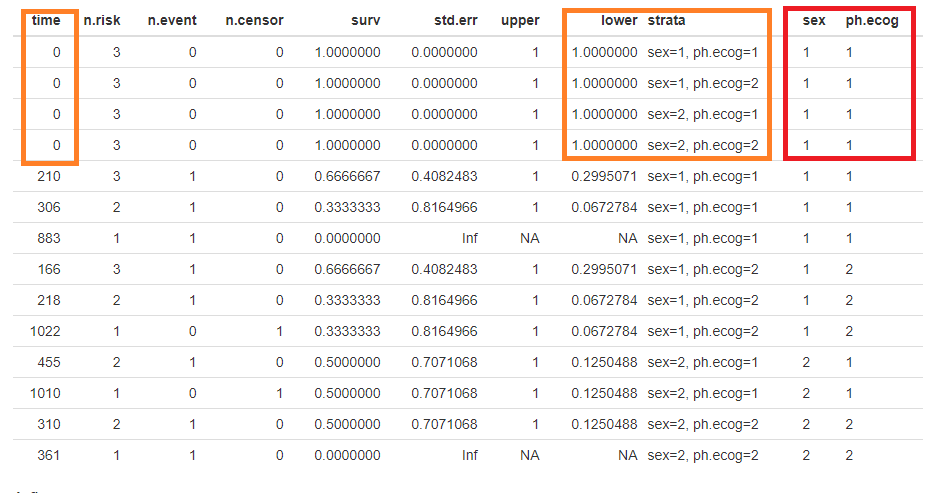 time n.risk n.event n.censor surv std.err upper lower strata sex ph.ecog
0 3 0 0 1.0000000 0.0000000 1 1.0000000 sex=1, ph.ecog=1 1 1
0 3 0 0 1.0000000 0.0000000 1 1.0000000 sex=1, ph.ecog=2 1 1
0 3 0 0 1.0000000 0.0000000 1 1.0000000 sex=2, ph.ecog=1 1 1
0 3 0 0 1.0000000 0.0000000 1 1.0000000 sex=2, ph.ecog=2 1 1
210 3 1 0 0.6666667 0.4082483 1 0.2995071 sex=1, ph.ecog=1 1 1
306 2 1 0 0.3333333 0.8164966 1 0.0672784 sex=1, ph.ecog=1 1 1
883 1 1 0 0.0000000 Inf NA NA sex=1, ph.ecog=1 1 1
166 3 1 0 0.6666667 0.4082483 1 0.2995071 sex=1, ph.ecog=2 1 2
218 2 1 0 0.3333333 0.8164966 1 0.0672784 sex=1, ph.ecog=2 1 2
1022 1 0 1 0.3333333 0.8164966 1 0.0672784 sex=1, ph.ecog=2 1 2
455 2 1 0 0.5000000 0.7071068 1 0.1250488 sex=2, ph.ecog=1 2 1
1010 1 0 1 0.5000000 0.7071068 1 0.1250488 sex=2, ph.ecog=1 2 1
310 2 1 0 0.5000000 0.7071068 1 0.1250488 sex=2, ph.ecog=2 2 2
361 1 1 0 0.0000000 Inf NA NA sex=2, ph.ecog=2 2 2